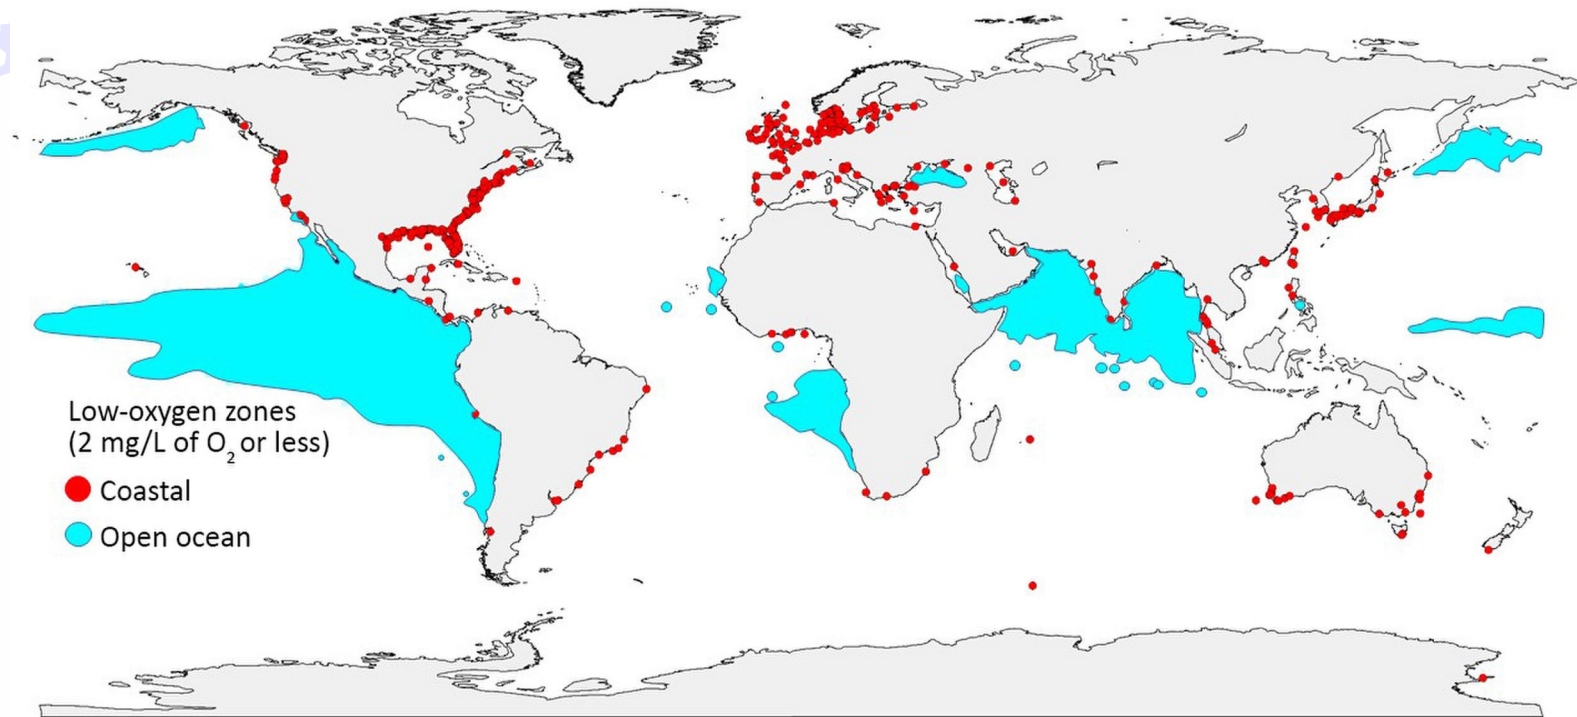 Low-oxygen zones
(2 mg/L of O₂ or less)
Coastal
Open ocean